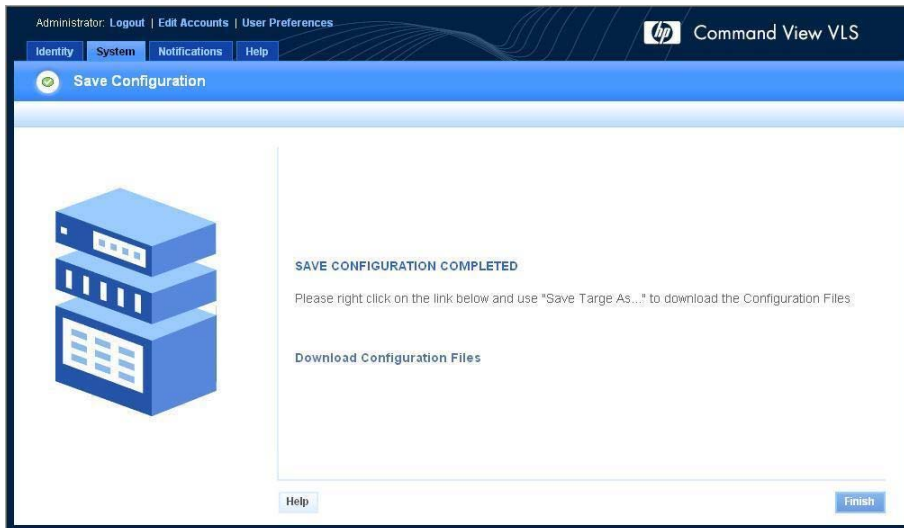 Administrator: Logout | Edit Accounts | User Preferences
hp Command View VLS
Identity System Notifications Help
Save Configuration
SAVE CONFIGURATION COMPLETED
Please right click on the link below and use "Save Targe As..." to download the Configuration Files
Download Configuration Files
Help
Finish